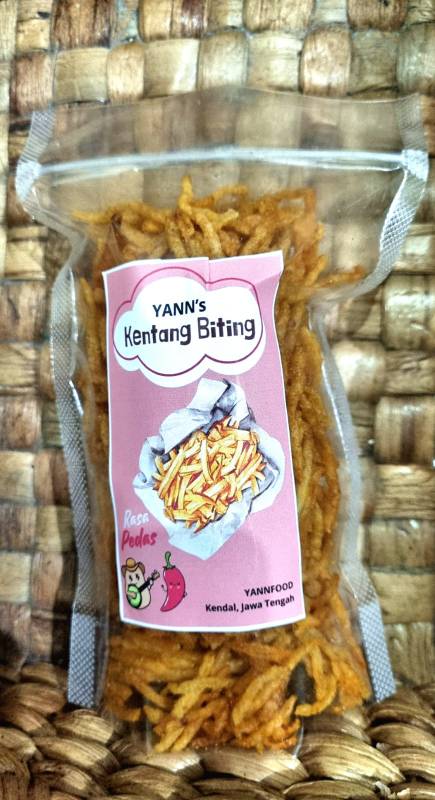 YANN's
Kentang Biting
Rasa
Pedas
YANNFOOD
Kendal, Jawa Tengah